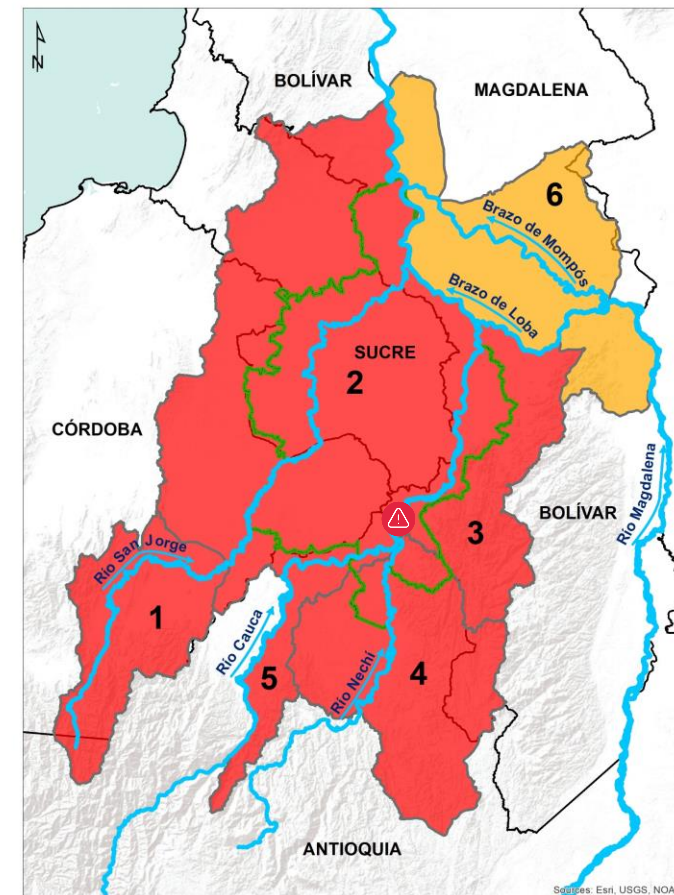 N
BOLÍVAR
MAGDALENA
6
Brazo de Mompós
Brazo de Loba
SUCRE
2
CÓRDOBA
BOLÍVAR
Río Magdalena
3
Río San Jorge
1
Río Cauca
5
Río Nechí
4
ANTIOQUIA
Sources: Esri, USGS, NOA